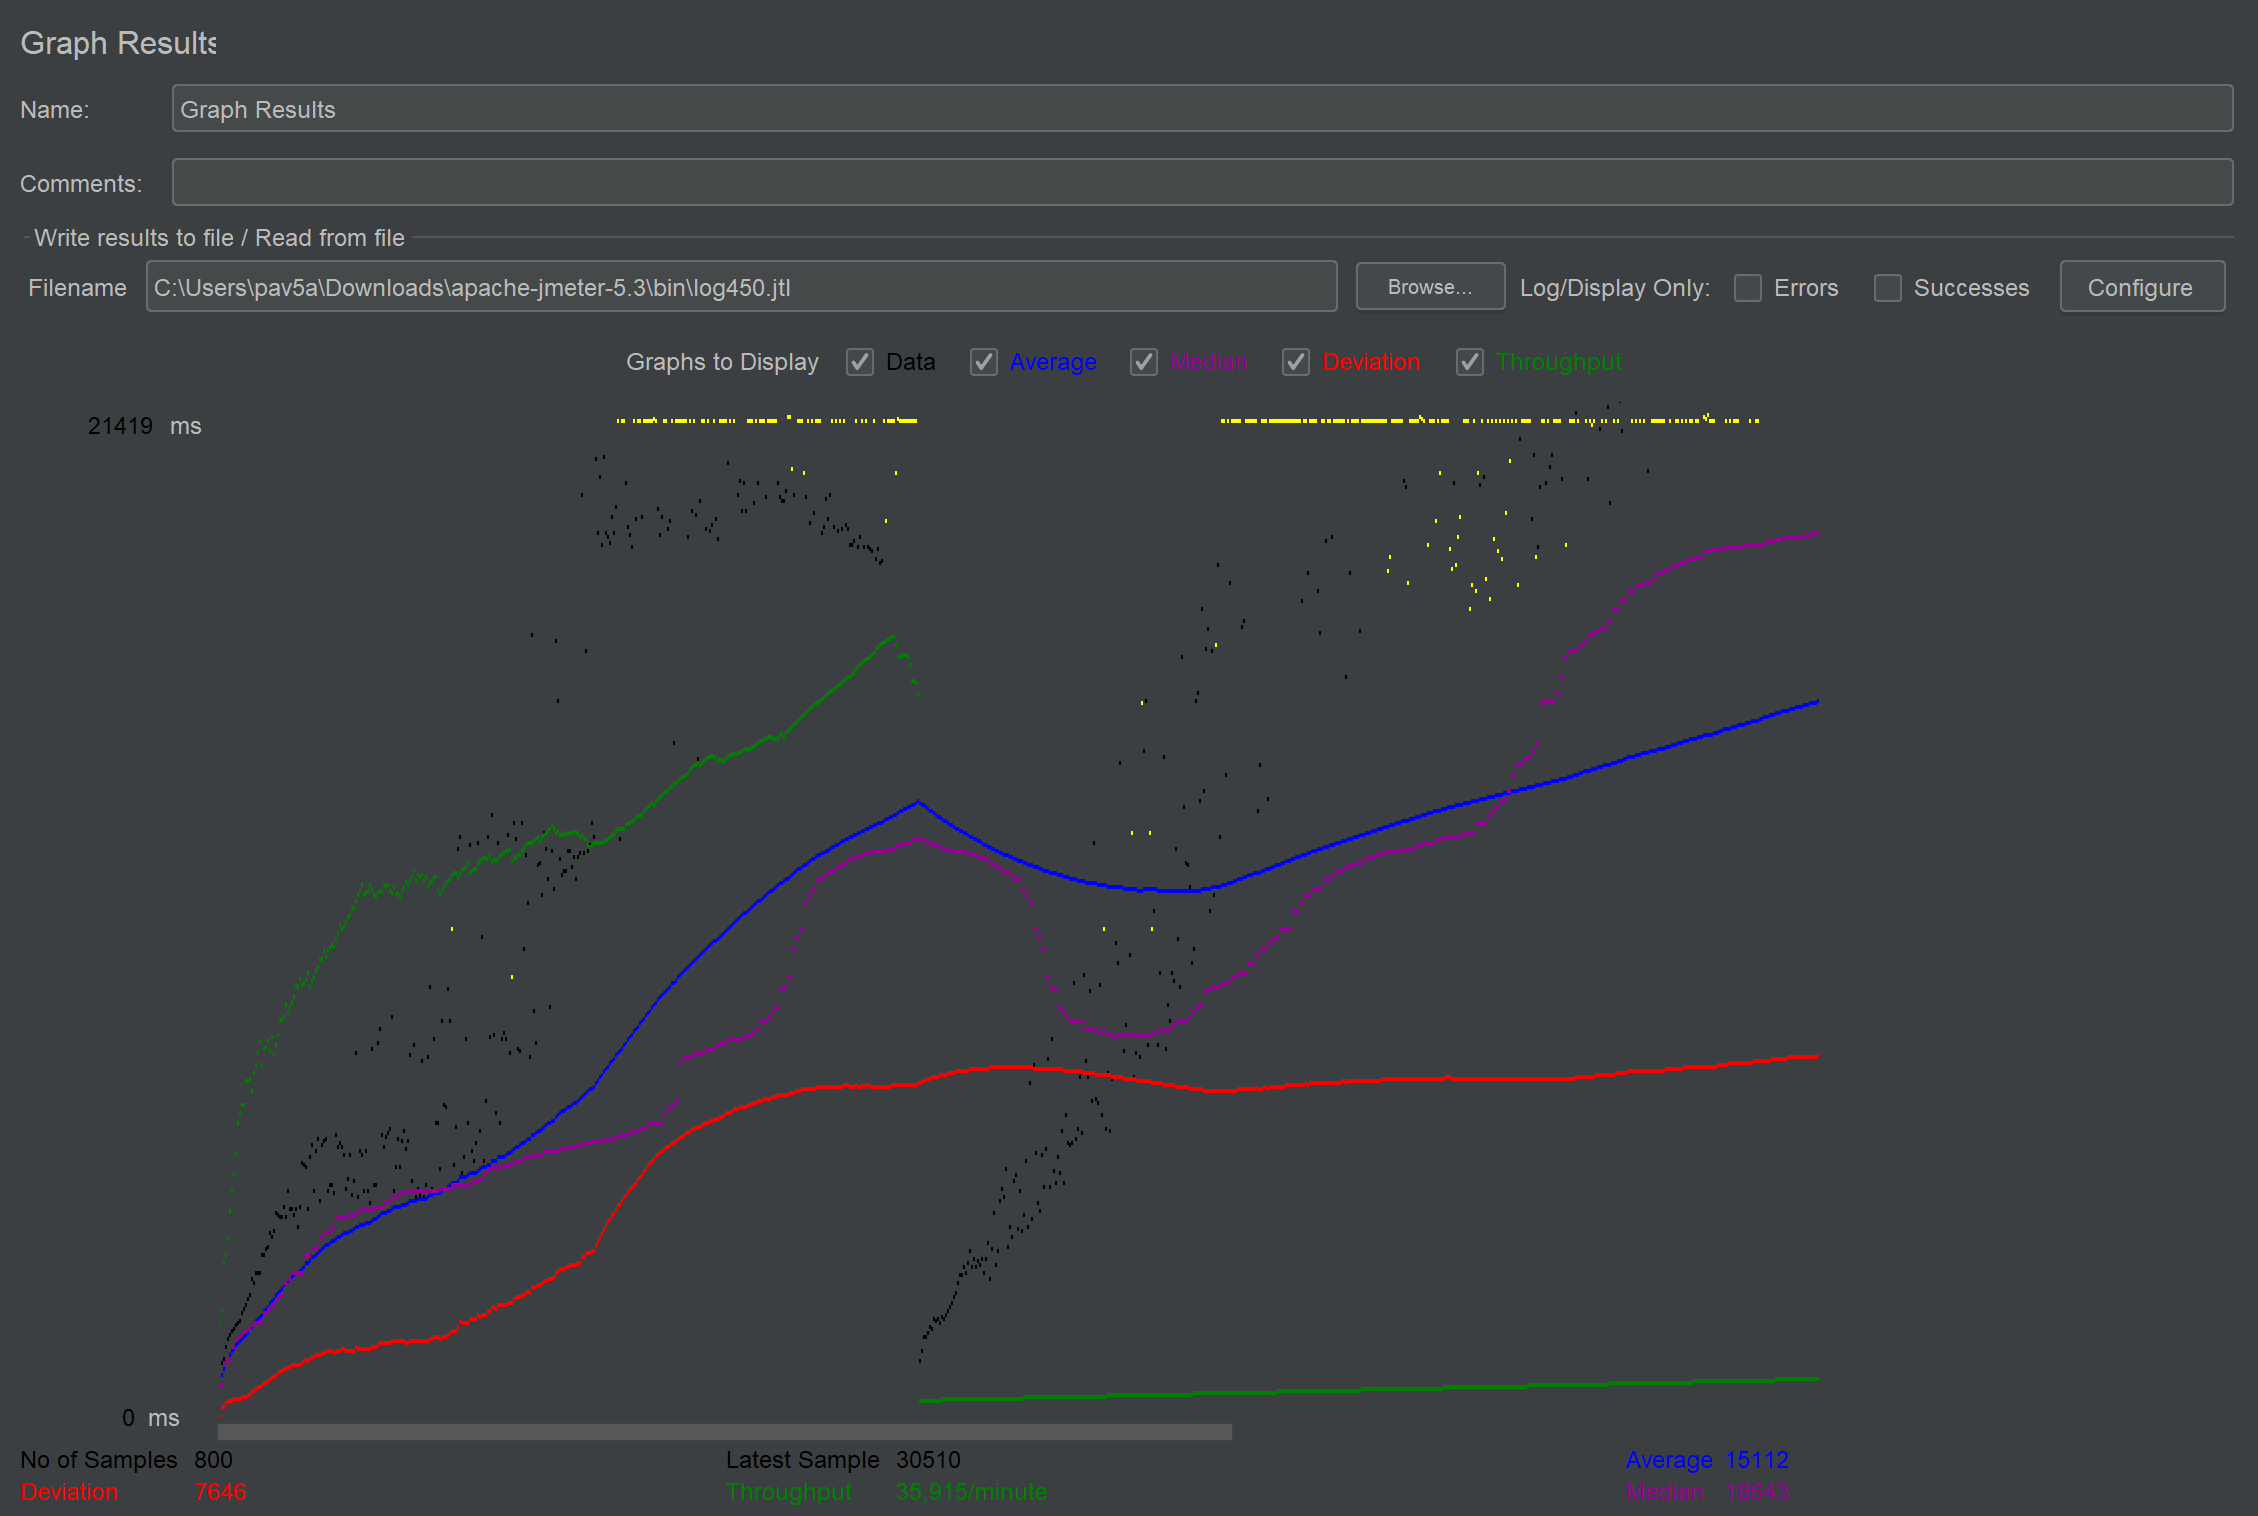 Graph Results
Name: Graph Results
Comments:
Write results to file / Read from file
Filename C:\Users\pav5a\Downloads\apache-jmeter-5.3\bin\log450.jtl Browse... Log/Display Only: Errors Successes Configure
Graphs to Display Data Average Median Deviation Throughput
21419 ms
0 ms
No of Samples 800 Latest Sample 30510 Average 15112
Deviation 7646 Throughput 35,915/minute Median 18643